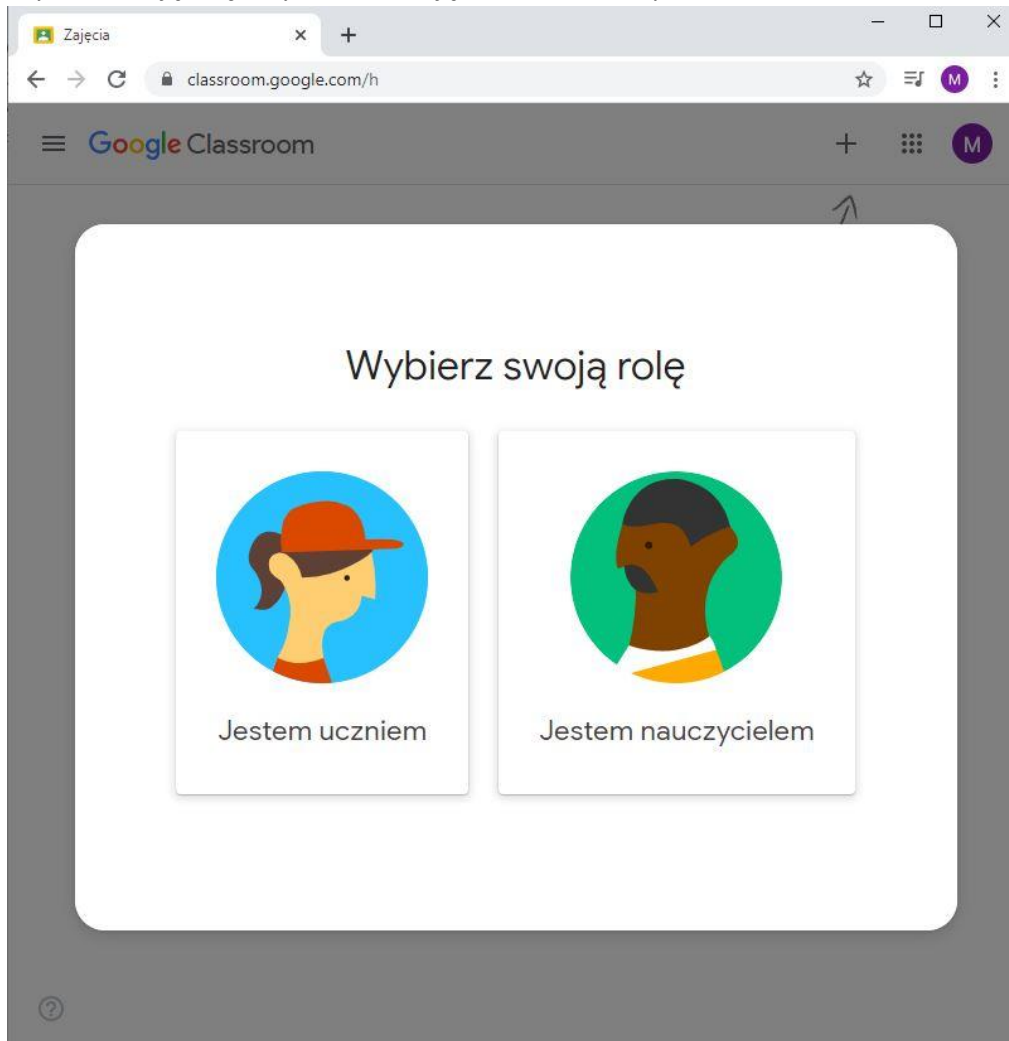 Zajęcia
classroom.google.com/h
M
Google Classroom
M
Wybierz swoją rolę
Jestem uczniem
Jestem nauczycielem